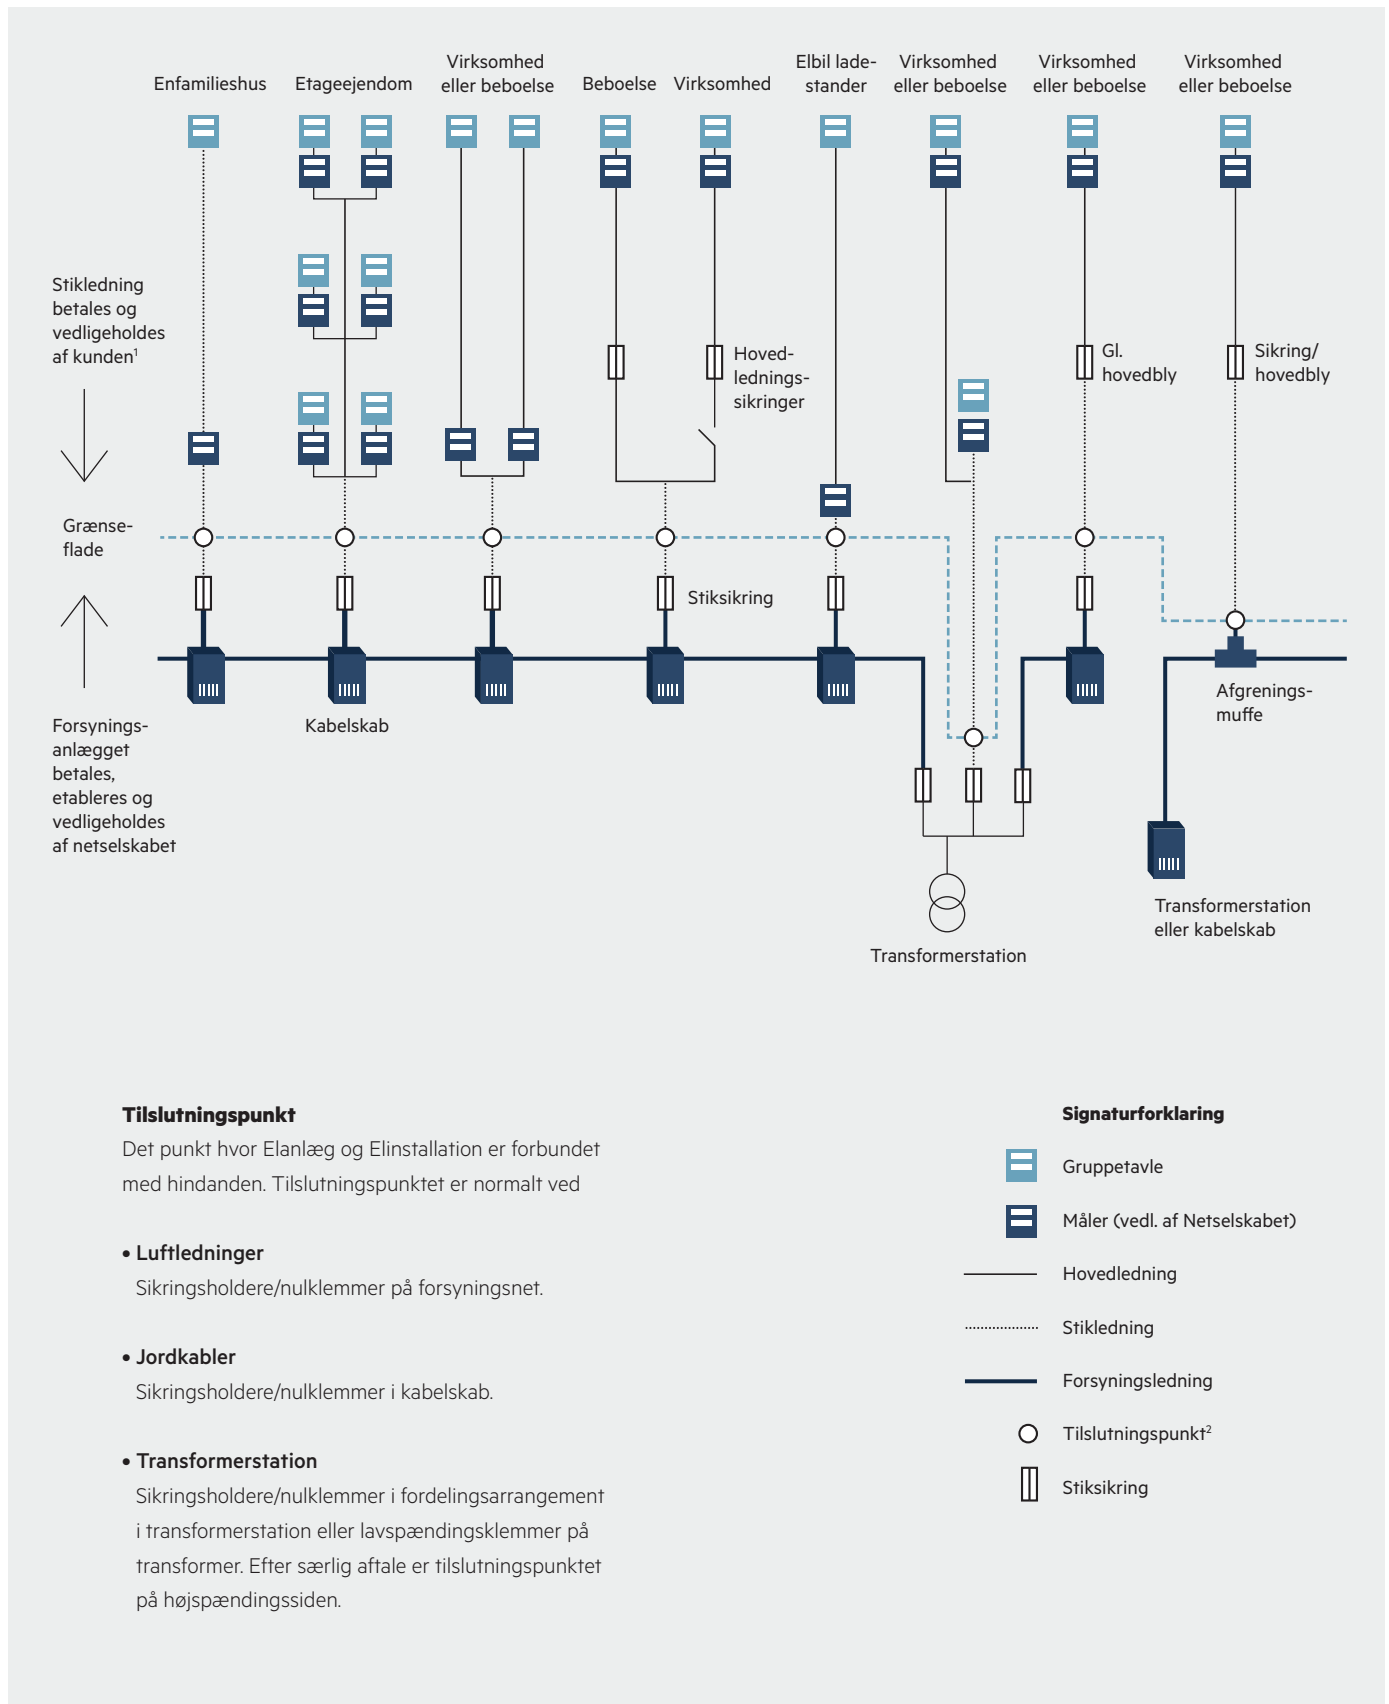 Enfamilieshus
Etageejendom
Virksomhed
eller beboelse
Beboelse
Virksomhed
Elbil lade-
stander
Virksomhed
eller beboelse
Virksomhed
eller beboelse
Virksomhed
eller beboelse
Stikledning
betales og
vedligeholdes
af kunden¹
Hoved-
lednings-
sikringer
Gl.
hovedbly
Sikring/
hovedbly
Grænse-
flade
Stiksikring
Forsynings-
anlægget
betales,
etableres og
vedligeholdes
af netselskabet
Kabelskab
Afgrenings-
muffe
Transformerstation
Transformerstation
eller kabelskab
Tilslutningspunkt
Det punkt hvor Elanlæg og Elinstallation er forbundet
med hindanden. Tilslutningspunktet er normalt ved
• Luftledninger
Sikringsholdere/nulklemmer på forsyningsnet.
• Jordkabler
Sikringsholdere/nulklemmer i kabelskab.
• Transformerstation
Sikringsholdere/nulklemmer i fordelingsarrangement
i transformerstation eller lavspændingsklemmer på
transformer. Efter særlig aftale er tilslutningspunktet
på højspændingssiden.
Signaturforklaring
Gruppetavle
Måler (vedl. af Netselskabet)
Hovedledning
Stikledning
Forsyningsledning
Tilslutningspunkt²
Stiksikring